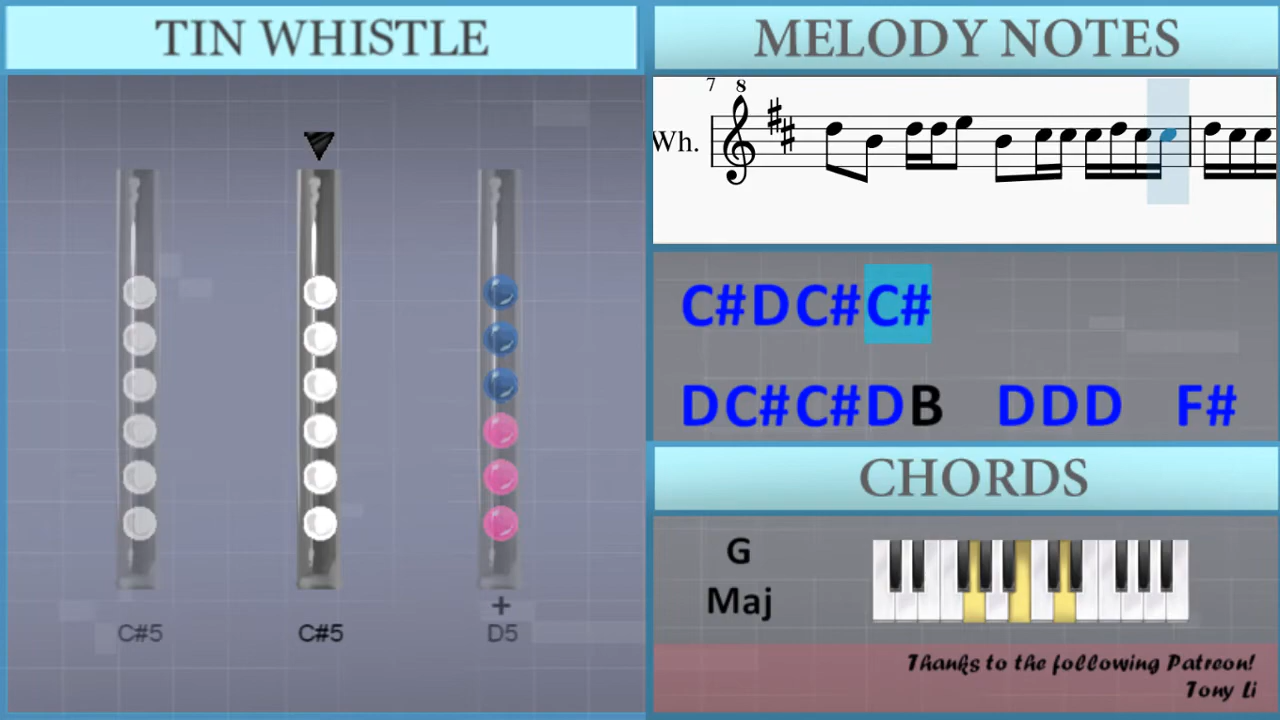 TIN WHISTLE
C#5 C#5 + D5
MELODY NOTES
7 8
Wh.
C#DC#C#
DC#C#DB DDD F#
CHORDS
G
Maj
Thanks to the following Patreon!
Tony Li